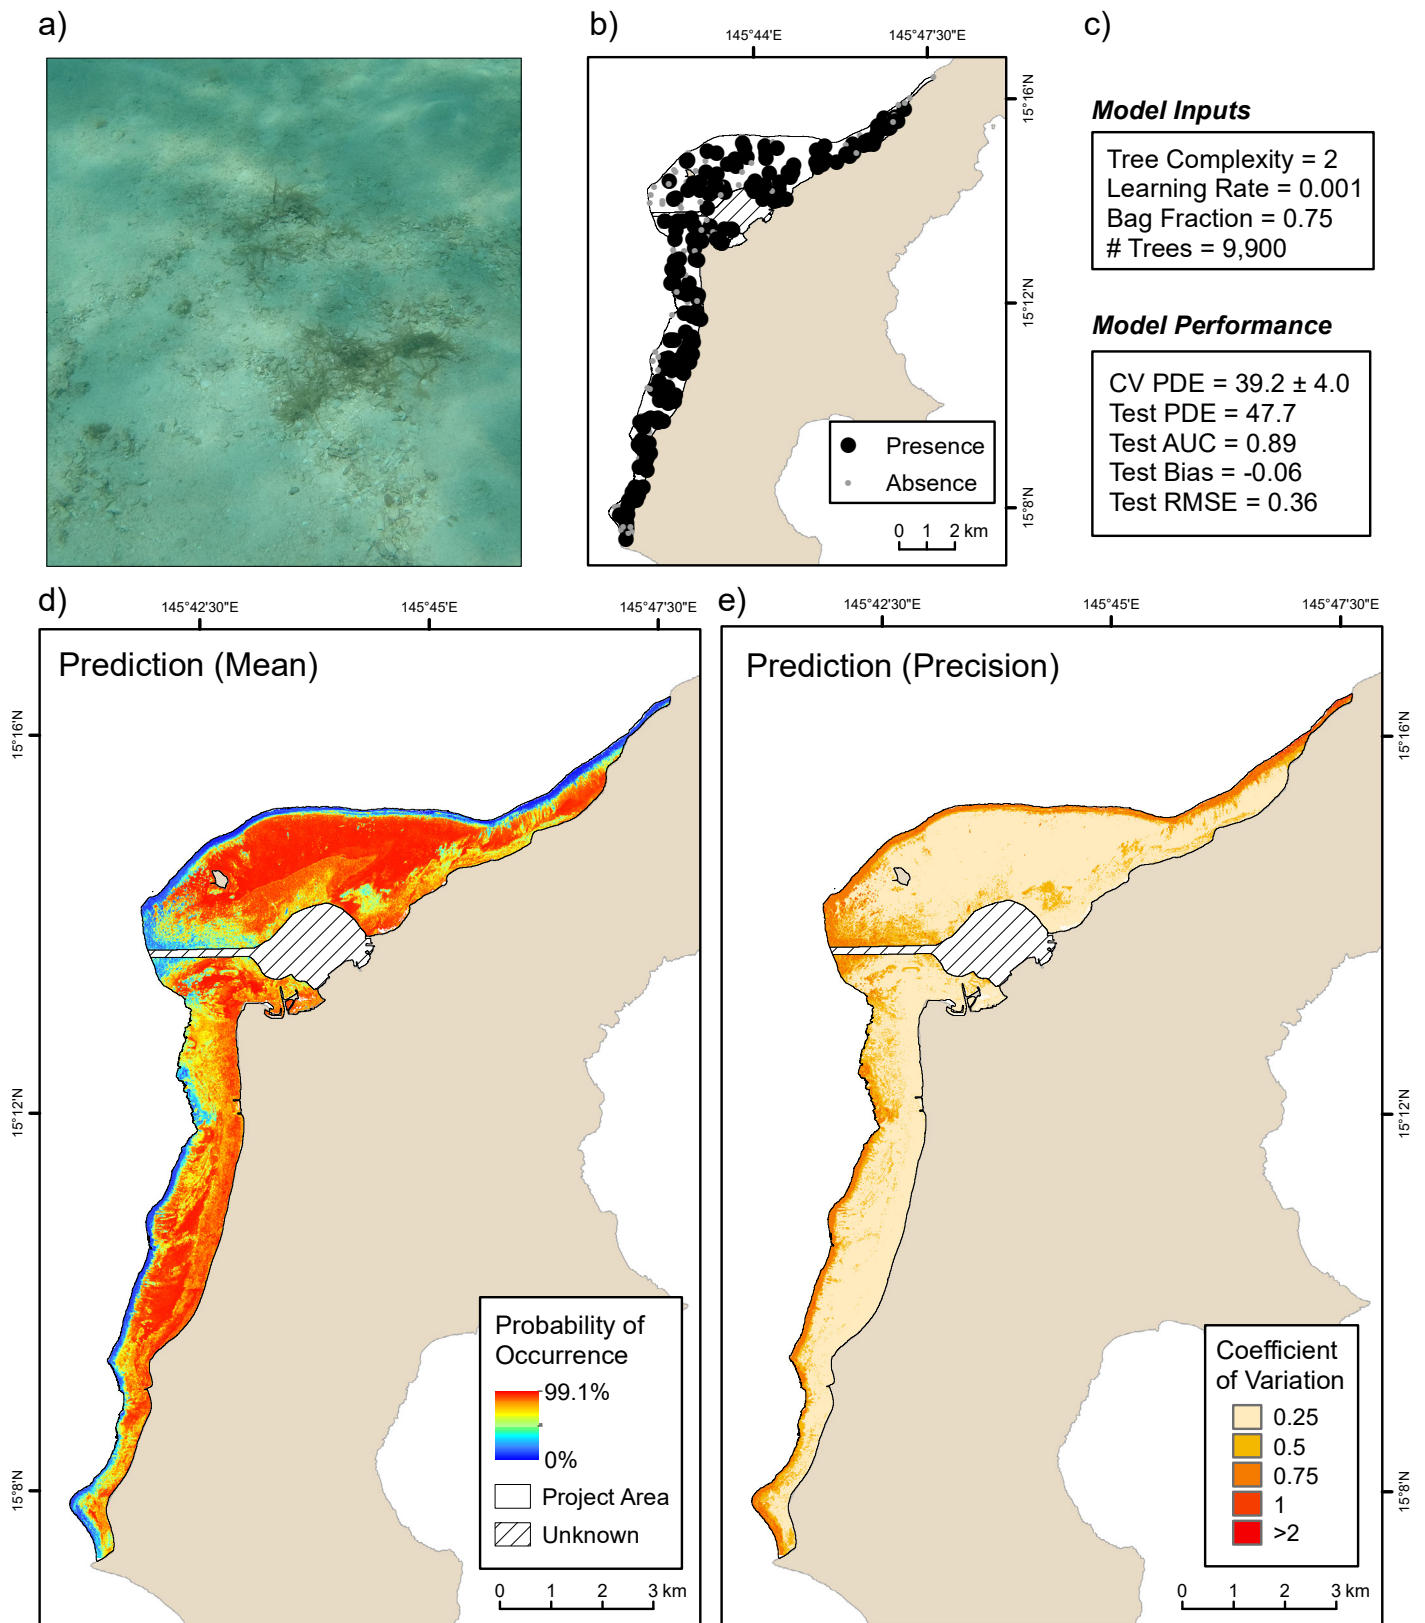 a)
b)
145°44'E
145°47'30"E
15°16'N
15°12'N
15°8'N
Presence
Absence
0 1 2 km
c)
Model Inputs
Tree Complexity = 2
Learning Rate = 0.001
Bag Fraction = 0.75
# Trees = 9,900
Model Performance
CV PDE = 39.2 ± 4.0
Test PDE = 47.7
Test AUC = 0.89
Test Bias = -0.06
Test RMSE = 0.36
d)
145°42'30"E
145°45'E
145°47'30"E
Prediction (Mean)
15°16'N
15°12'N
15°8'N
Probability of
Occurrence
99.1%
0%
Project Area
Unknown
0 1 2 3 km
e)
145°42'30"E
145°45'E
145°47'30"E
Prediction (Precision)
15°16'N
15°12'N
15°8'N
Coefficient
of Variation
0.25
0.5
0.75
1
>2
0 1 2 3 km